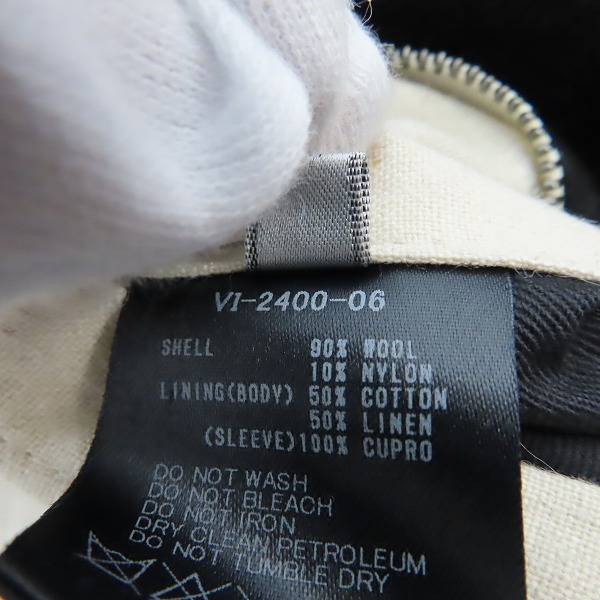 VI-2400-06
SHELL 90% WOOL
10% NYLON
LINING(BODY) 50% COTTON
50% LINEN
(SLEEVE)100% CUPRO
DO NOT WASH
DO NOT BLEACH
DO NOT IRON
DRY CLEAN PETROLEUM
DO NOT TUMBLE DRY